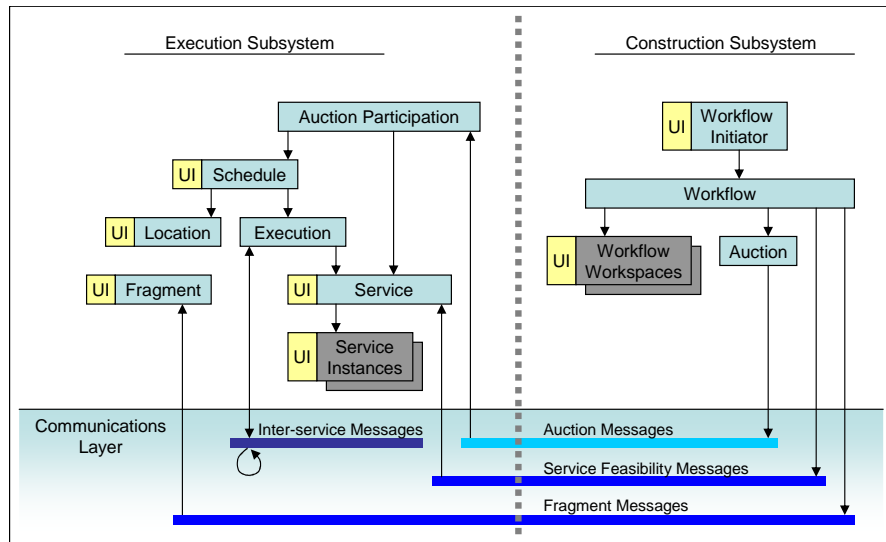 Execution Subsystem
Construction Subsystem
Auction Participation
UI
Workflow
Initiator
UI
Schedule
Workflow
UI
Location
Execution
UI
Workflow
Workspaces
Auction
UI
Fragment
UI
Service
UI
Service
Instances
Communications
Layer
Inter-service Messages
Auction Messages
Service Feasibility Messages
Fragment Messages